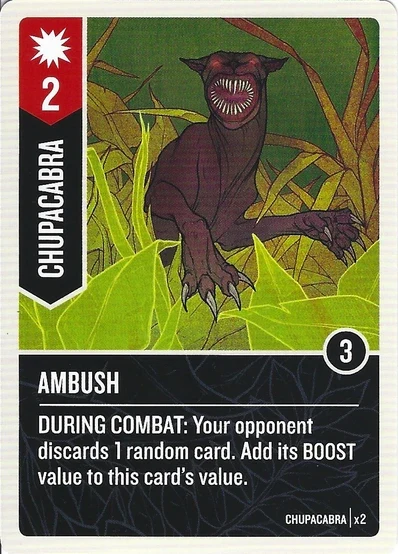 2
CHUPACABRA
3
AMBUSH
DURING COMBAT: Your opponent
discards 1 random card. Add its BOOST
value to this card's value.
CHUPACABRA | x2